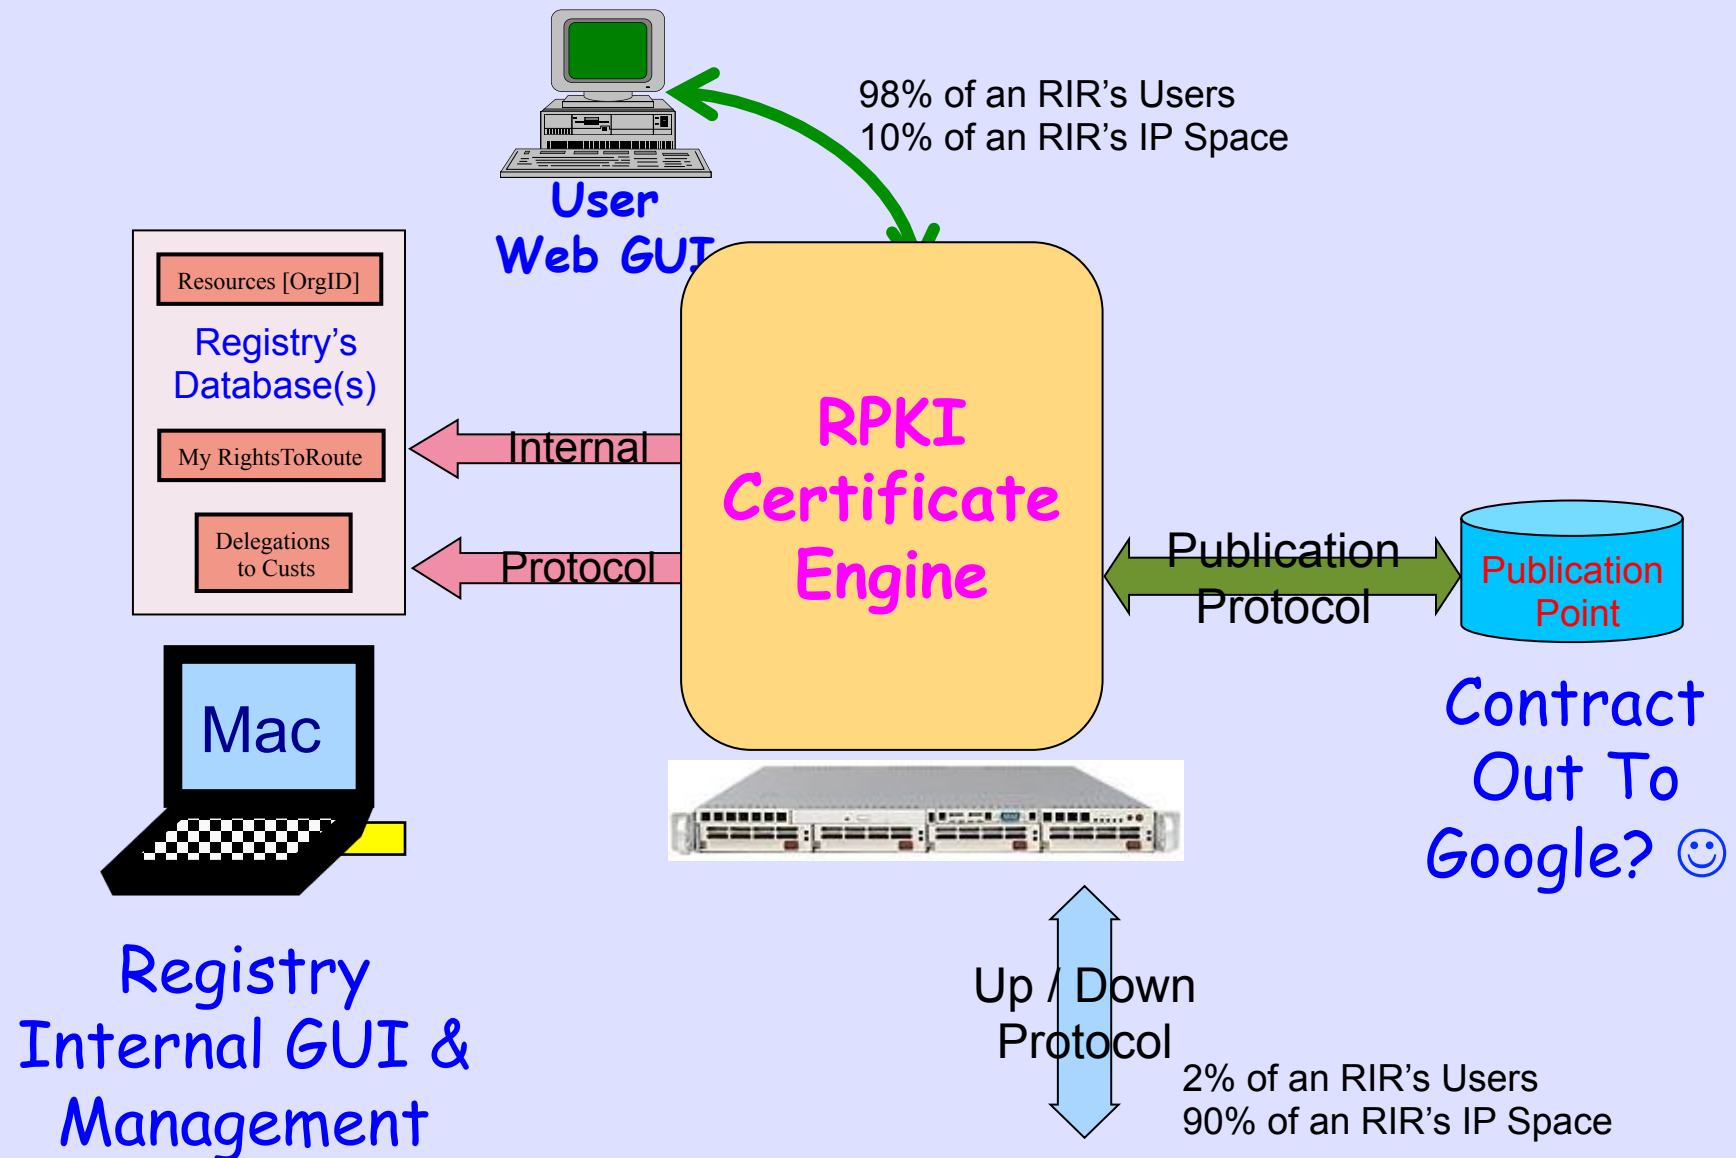 98% of an RIR’s Users
10% of an RIR’s IP Space
User
Web GUI
Resources [OrgID]
Registry’s
Database(s)
My RightsToRoute
Delegations
to Custs
Internal
Protocol
RPKI
Certificate
Engine
Publication
Protocol
Publication
Point
Mac
Contract
Out To
Google? ☺
Registry
Internal GUI &
Management
Up / Down
Protocol
2% of an RIR’s Users
90% of an RIR’s IP Space